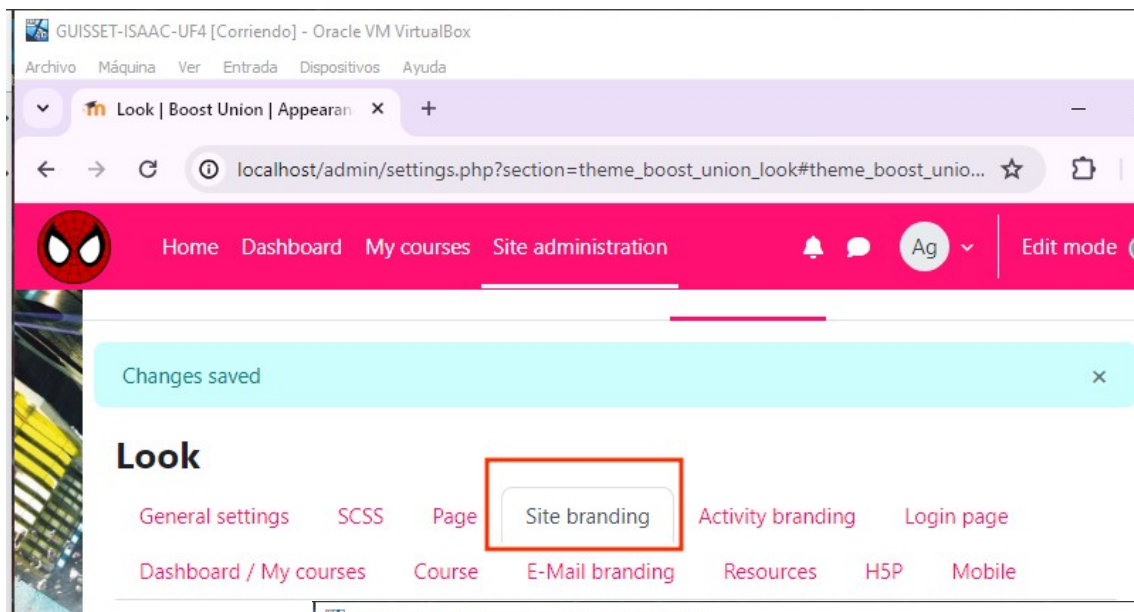 GUISSET-ISAAC-UF4 [Corriendo] - Oracle VM VirtualBox
Archivo Máquina Ver Entrada Dispositivos Ayuda
Look | Boost Union | Appearan
localhost/admin/settings.php?section=theme_boost_union_look#theme_boost_unio...
Home Dashboard My courses Site administration Ag Edit mode
Changes saved
Look
General settings SCSS Page Site branding Activity branding Login page
Dashboard / My courses Course E-Mail branding Resources H5P Mobile